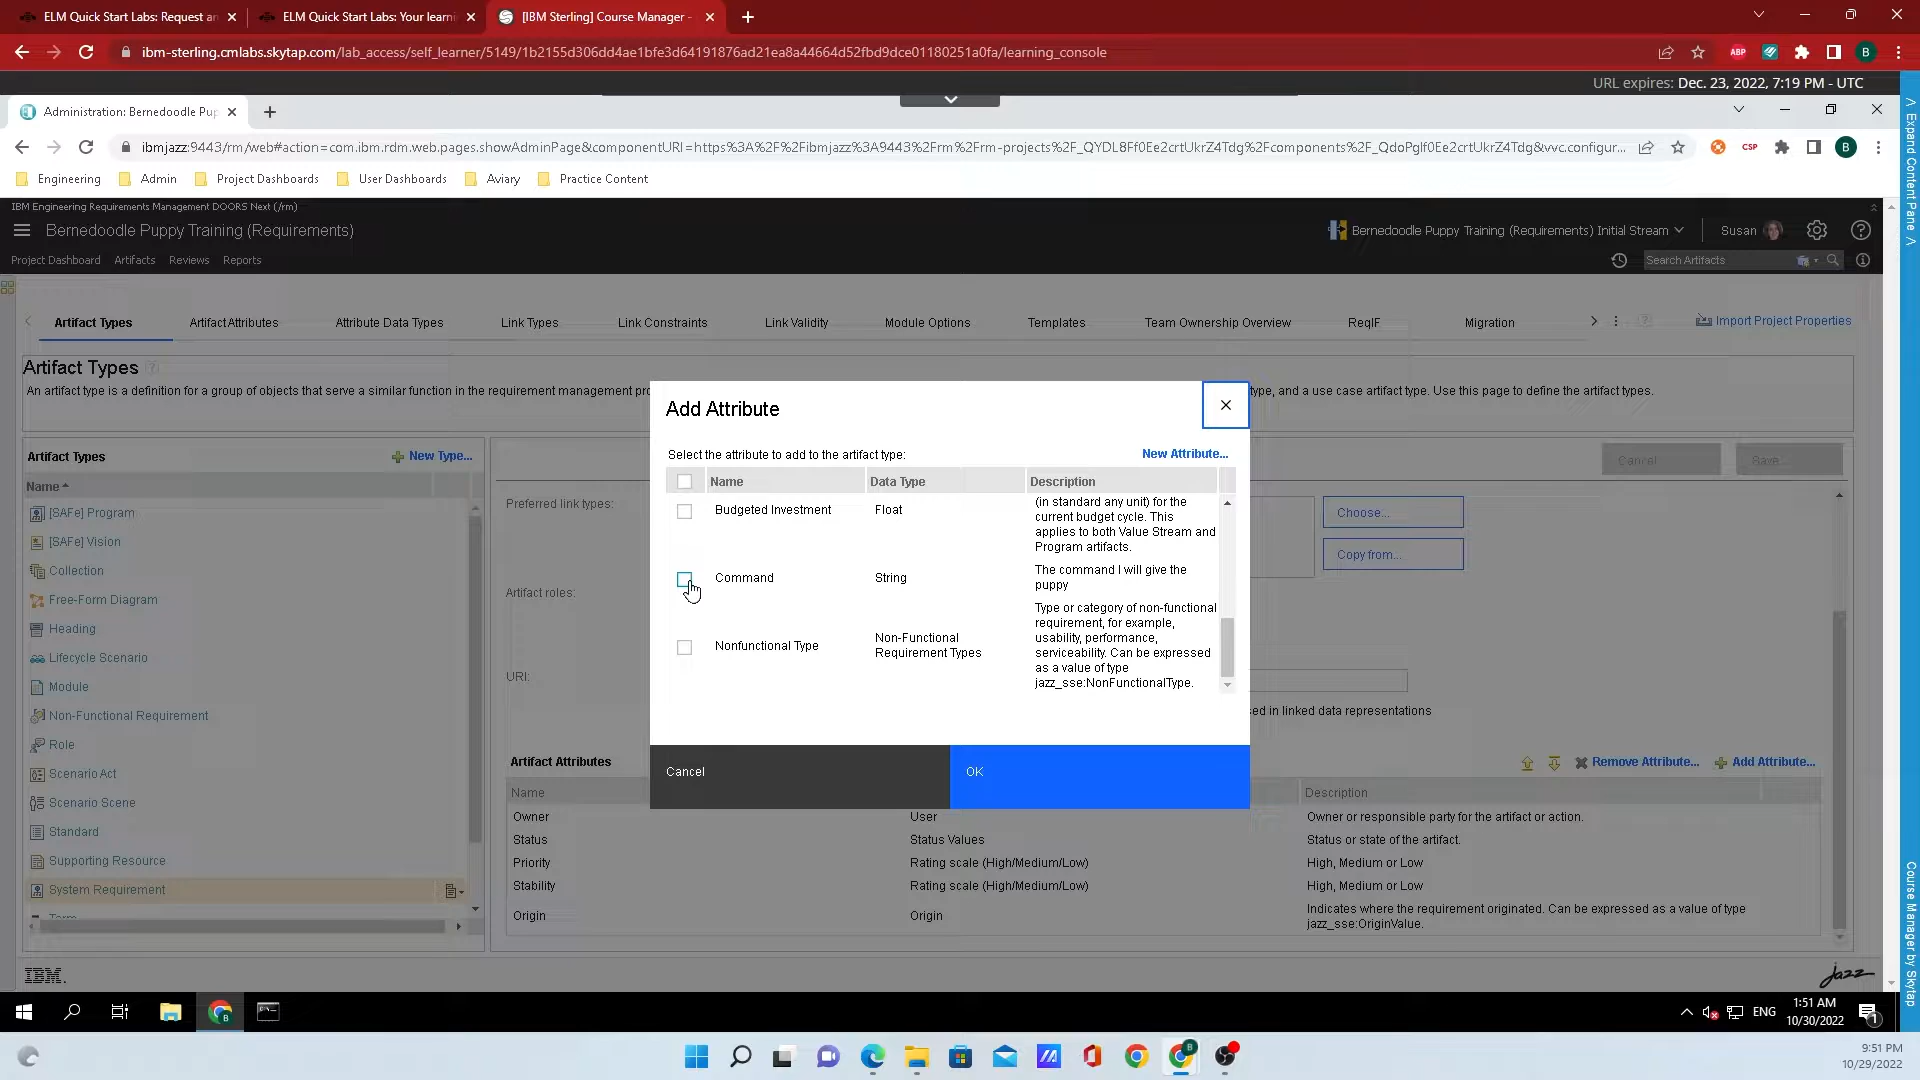 ELM Quick Start Labs: Request an
ELM Quick Start Labs: Your learni
[IBM Sterling] Course Manager -
ibm-sterling.cmlabs.skytap.com/lab_access/self_learner/5149/1b2155d306dd4ae1bfe3d64191876ad21ea8a44664d52fbd9dce01180251a0fa/learning_console
ABP
B
URL expires: Dec. 23, 2022, 7:19 PM - UTC
Administration: Bernedoodle Pup
ibmjazz:9443/rm/web#action=com.ibm.rdm.web.pages.showAdminPage&componentURI=https%3A%2F%2Fibmjazz%3A9443%2Frm%2Frm-projects%2F_QYDL8Ff0Ee2crtUkrZ4Tdg%2Fcomponents%2F_QdoPglf0Ee2crtUkrZ4Tdg&vvc.configur...
CSP
B
Engineering
Admin
Project Dashboards
User Dashboards
Aviary
Practice Content
IBM Engineering Requirements Management DOORS Next (/rm)
Bernedoodle Puppy Training (Requirements)
Bernedoodle Puppy Training (Requirements) Initial Stream
Susan
Project Dashboard
Artifacts
Reviews
Reports
Search Artifacts
Artifact Types
Artifact Attributes
Attribute Data Types
Link Types
Link Constraints
Link Validity
Module Options
Templates
Team Ownership Overview
ReqIF
Migration
Import Project Properties
Artifact Types
An artifact type is a definition for a group of objects that serve a similar function in the requirement management pro
ype, and a use case artifact type. Use this page to define the artifact types.
Artifact Types
New Type...
Name
[SAFe] Program
[SAFe] Vision
Collection
Free-Form Diagram
Heading
Lifecycle Scenario
Module
Non-Functional Requirement
Role
Scenario Act
Scenario Scene
Standard
Supporting Resource
System Requirement
Term
Cancel
Save...
Preferred link types:
Choose...
Copy from...
Artifact roles:
URI:
ed in linked data representations
Add Attribute
Select the attribute to add to the artifact type:
New Attribute...
Name
Data Type
Description
Budgeted Investment
Float
(in standard any unit) for the
current budget cycle. This
applies to both Value Stream and
Program artifacts.
Command
String
The command I will give the
puppy
Nonfunctional Type
Non-Functional
Requirement Types
Type or category of non-functional
requirement, for example,
usability, performance,
serviceability. Can be expressed
as a value of type
jazz_sse:NonFunctionalType.
Cancel
OK
Artifact Attributes
Remove Attribute...
Add Attribute...
Name
Description
Owner
User
Owner or responsible party for the artifact or action.
Status
Status Values
Status or state of the artifact.
Priority
Rating scale (High/Medium/Low)
High, Medium or Low
Stability
Rating scale (High/Medium/Low)
High, Medium or Low
Origin
Origin
Indicates where the requirement originated. Can be expressed as a value of type
jazz_sse:OriginValue.
IBM.
Jazz
ENG
1:51 AM
10/30/2022
1
9:51 PM
10/29/2022
< Expand Content Pane <
Course Manager by Skytap